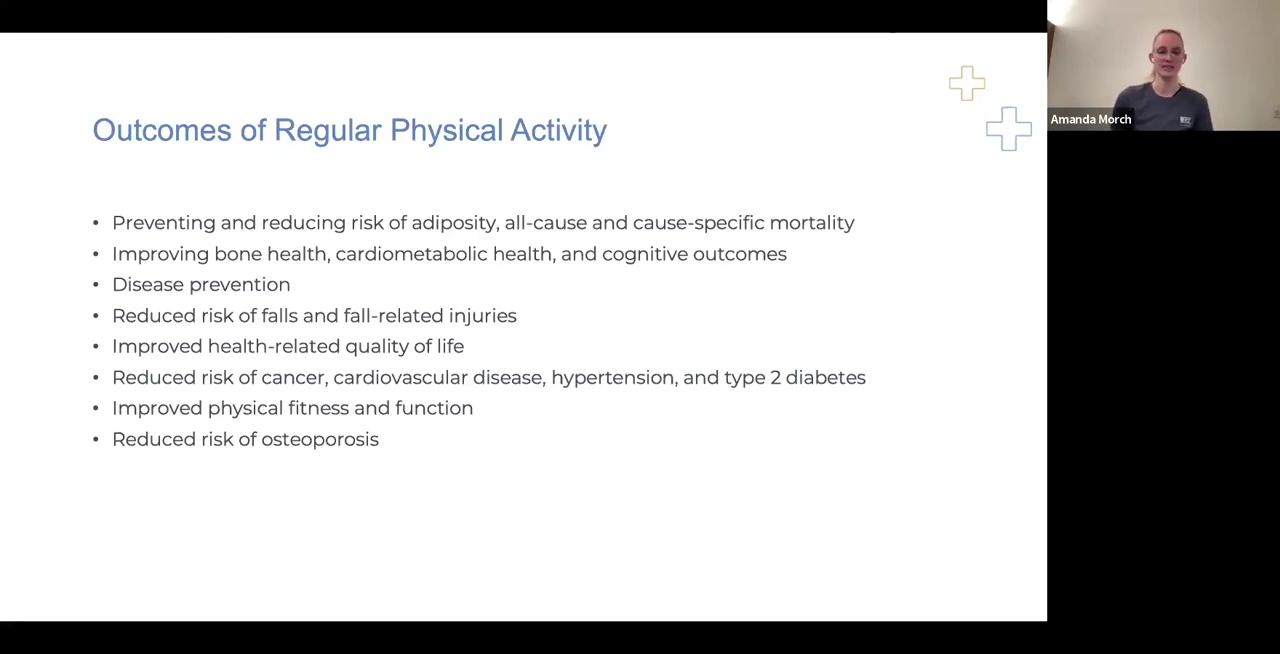 Outcomes of Regular Physical Activity
• Preventing and reducing risk of adiposity, all-cause and cause-specific mortality
• Improving bone health, cardiometabolic health, and cognitive outcomes
• Disease prevention
• Reduced risk of falls and fall-related injuries
• Improved health-related quality of life
• Reduced risk of cancer, cardiovascular disease, hypertension, and type 2 diabetes
• Improved physical fitness and function
• Reduced risk of osteoporosis
Amanda Morch